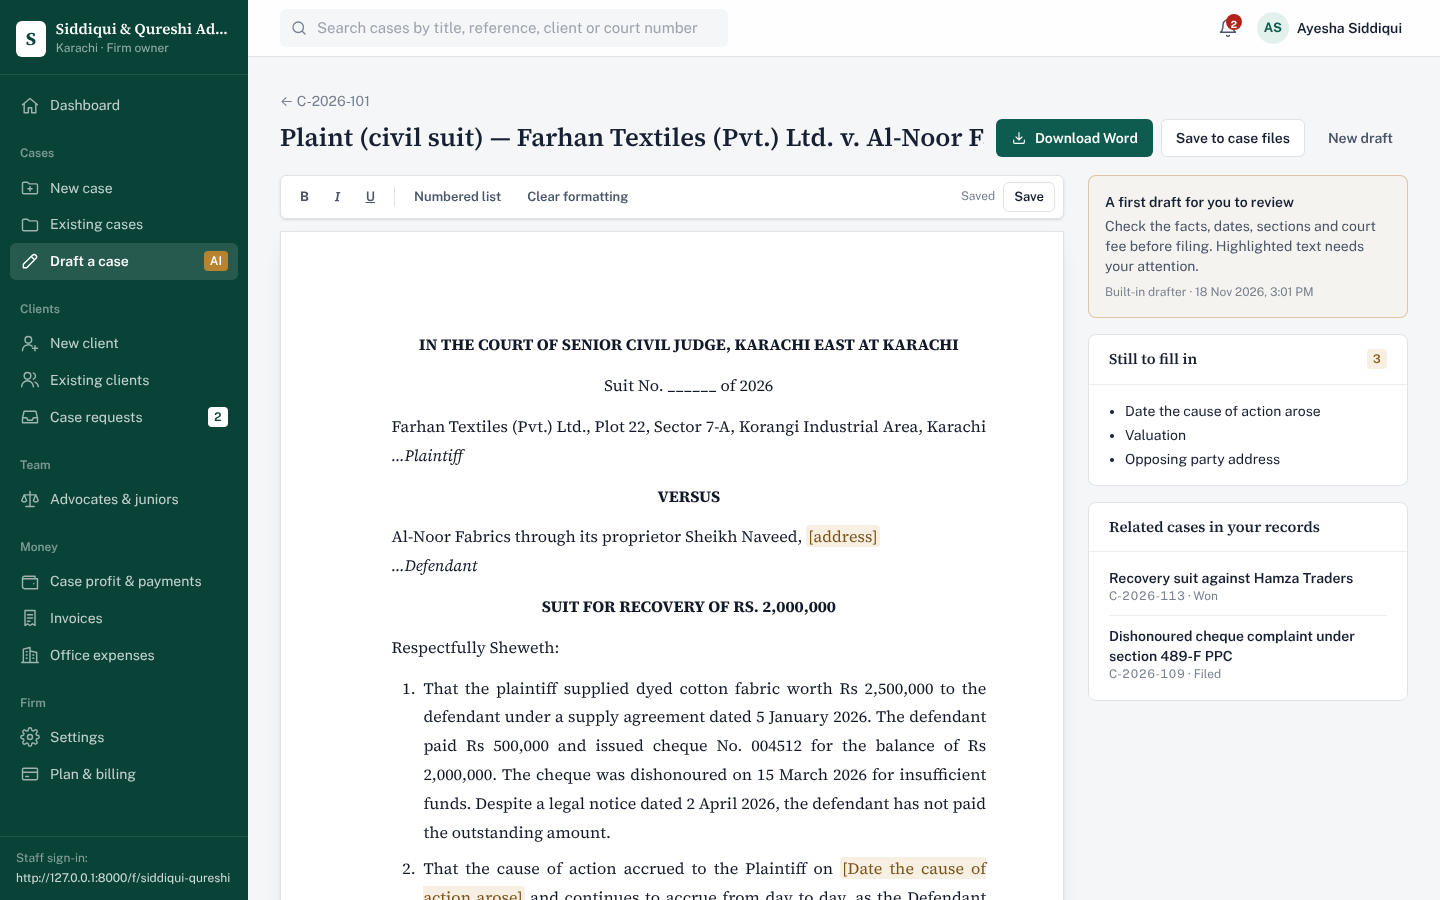 S
Siddiqui & Qureshi Ad...
Karachi · Firm owner
Dashboard
Cases
New case
Existing cases
Draft a case
AI
Clients
New client
Existing clients
Case requests
2
Team
Advocates & juniors
Money
Case profit & payments
Invoices
Office expenses
Firm
Settings
Plan & billing
Staff sign-in:
http://127.0.0.1:8000/f/siddiqui-qureshi
Search cases by title, reference, client or court number
2
AS
Ayesha Siddiqui
← C-2026-101
Plaint (civil suit) — Farhan Textiles (Pvt.) Ltd. v. Al-Noor F
Download Word
Save to case files
New draft
B I U Numbered list Clear formatting
Saved
Save
IN THE COURT OF SENIOR CIVIL JUDGE, KARACHI EAST AT KARACHI
Suit No. ______ of 2026
Farhan Textiles (Pvt.) Ltd., Plot 22, Sector 7-A, Korangi Industrial Area, Karachi
...Plaintiff
VERSUS
Al-Noor Fabrics through its proprietor Sheikh Naveed, [address]
...Defendant
SUIT FOR RECOVERY OF RS. 2,000,000
Respectfully Sheweth:
1. That the plaintiff supplied dyed cotton fabric worth Rs 2,500,000 to the
defendant under a supply agreement dated 5 January 2026. The defendant
paid Rs 500,000 and issued cheque No. 004512 for the balance of Rs
2,000,000. The cheque was dishonoured on 15 March 2026 for insufficient
funds. Despite a legal notice dated 2 April 2026, the defendant has not paid
the outstanding amount.
2. That the cause of action accrued to the Plaintiff on [Date the cause of
action arose] and continues to accrue from day to day, as the Defendant
A first draft for you to review
Check the facts, dates, sections and court
fee before filing. Highlighted text needs
your attention.
Built-in drafter · 18 Nov 2026, 3:01 PM
Still to fill in
3
• Date the cause of action arose
• Valuation
• Opposing party address
Related cases in your records
Recovery suit against Hamza Traders
C-2026-113 · Won
Dishonoured cheque complaint under
section 489-F PPC
C-2026-109 · Filed